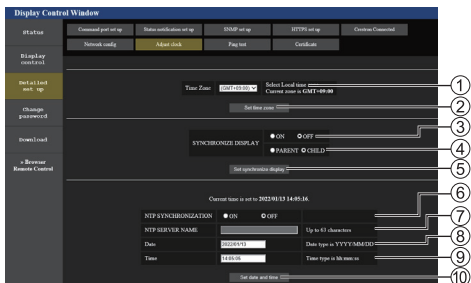 Display Control Window
Status
Display control
Detailed set up
Change password
Download
» Browser Remote Control
Command port set up
Status notification set up
SNMP set up
HTTPS set up
Crestron Connected
Network config
Adjust clock
Ping test
Certificate
Time Zone
(GMT+09:00)
Select Local time
Current zone is GMT+09:00
Set time zone
SYNCHRONIZE DISPLAY
ON OFF
PARENT CHILD
Set synchronize display
Current time is set to 2022/01/13 14:05:16.
NTP SYNCHRONIZATION ON OFF
NTP SERVER NAME Up to 63 characters
Date 2022/01/13 Date type is YYYY/MM/DD
Time 14:05:05 Time type is hh:mm:ss
Set date and time
1
2
3
4
5
6
7
8
9
10